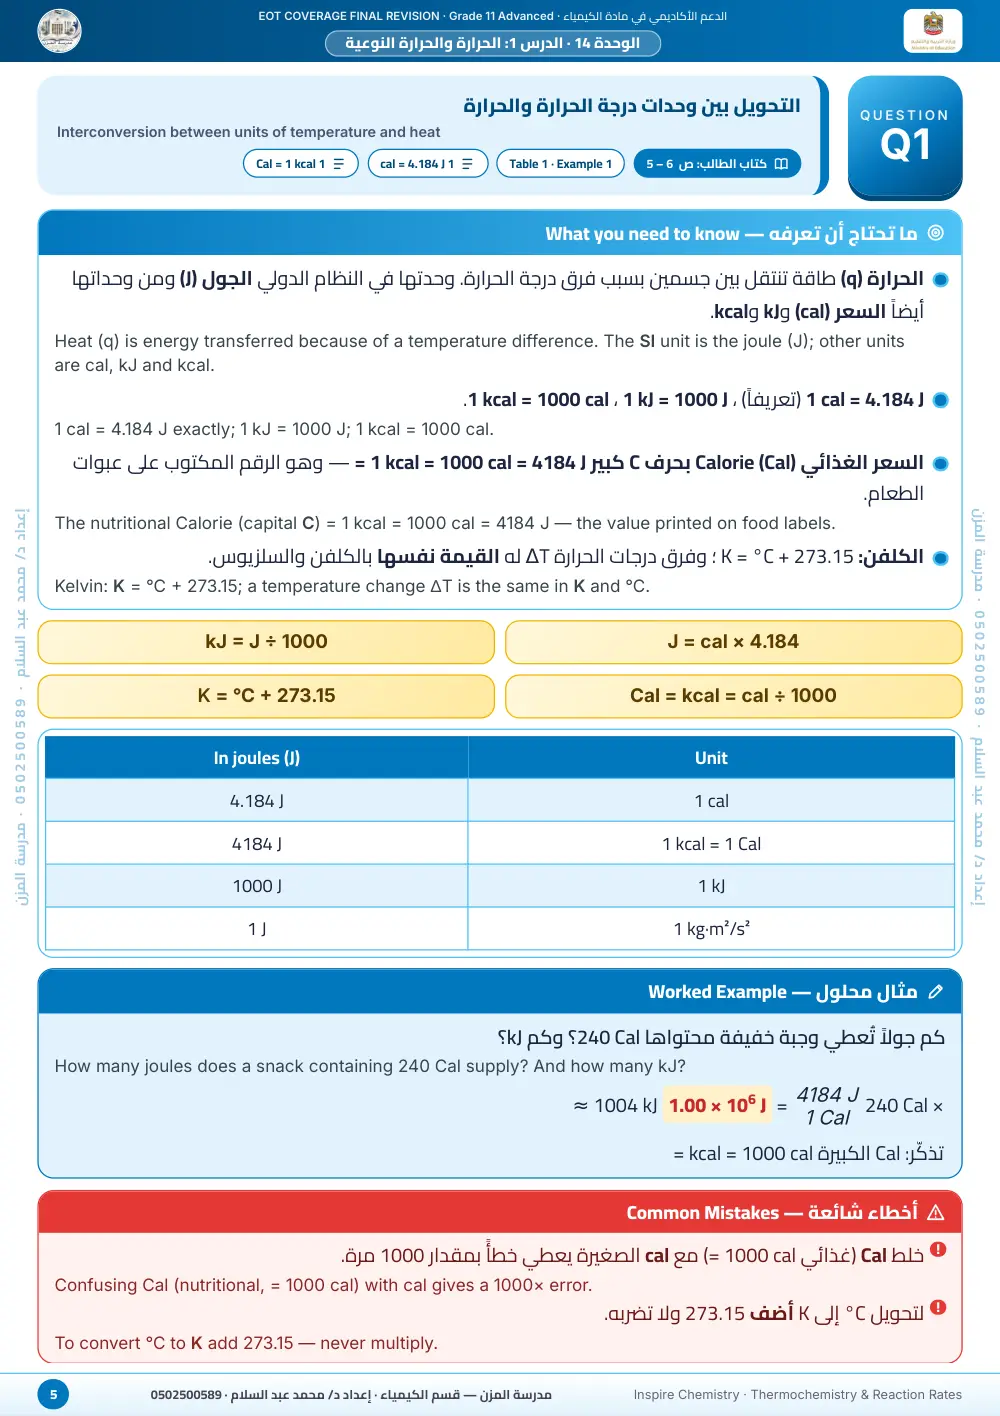 EOT COVERAGE FINAL REVISION · Grade 11 Advanced · الدعم الأكاديمي في مادة الكيمياء
الوحدة 14 · الدرس 1: الحرارة والحرارة النوعية
QUESTION
Q1
التحويل بين وحدات درجة الحرارة والحرارة
Interconversion between units of temperature and heat
كتاب الطالب: ص 6 – 5
Table 1 · Example 1
cal = 4.184 J 1
Cal = 1 kcal 1
ما تحتاج أن تعرفه — What you need to know
الحرارة (q) طاقة تنتقل بين جسمين بسبب فرق درجة الحرارة. وحدتها في النظام الدولي الجول (J) ومن وحداتها
أيضاً السعر (cal) وkJ وkcal.
Heat (q) is energy transferred because of a temperature difference. The SI unit is the joule (J); other units
are cal, kJ and kcal.
1 cal = 4.184 J (تعريفاً) ، 1 kJ = 1000 J ، 1 kcal = 1000 cal.
1 cal = 4.184 J exactly; 1 kJ = 1000 J; 1 kcal = 1000 cal.
السعر الغذائي Calorie (Cal) بحرف C كبير = 1 kcal = 1000 cal = 4184 J — وهو الرقم المكتوب على عبوات
الطعام.
The nutritional Calorie (capital C) = 1 kcal = 1000 cal = 4184 J — the value printed on food labels.
الكلفن: K = °C + 273.15 ؛ وفرق درجات الحرارة ΔT له القيمة نفسها بالكلفن والسلزيوس.
Kelvin: K = °C + 273.15; a temperature change ΔT is the same in K and °C.
kJ = J ÷ 1000
J = cal × 4.184
K = °C + 273.15
Cal = kcal = cal ÷ 1000
In joules (J)
Unit
4.184 J
1 cal
4184 J
1 kcal = 1 Cal
1000 J
1 kJ
1 J
1 kg·m²/s²
مثال محلول — Worked Example
كم جولاً تُعطي وجبة خفيفة محتواها 240 Cal؟ وكم kJ؟
How many joules does a snack containing 240 Cal supply? And how many kJ?
≈ 1004 kJ 1.00 × 10⁶ J = 4184 J / 1 Cal 240 Cal ×
تذكّر: Cal الكبيرة = kcal = 1000 cal
أخطاء شائعة — Common Mistakes
خلط Cal (غذائي = 1000 cal) مع cal الصغيرة يعطي خطأً بمقدار 1000 مرة.
Confusing Cal (nutritional, = 1000 cal) with cal gives a 1000× error.
لتحويل °C إلى K أضف 273.15 ولا تضربه.
To convert °C to K add 273.15 — never multiply.
إعداد د/ محمد عبد السلام · 0502500589 · مدرسة المزن
إعداد د/ محمد عبد السلام · 0502500589 · مدرسة المزن
5
مدرسة المزن — قسم الكيمياء · إعداد د/ محمد عبد السلام · 0502500589
Inspire Chemistry · Thermochemistry & Reaction Rates